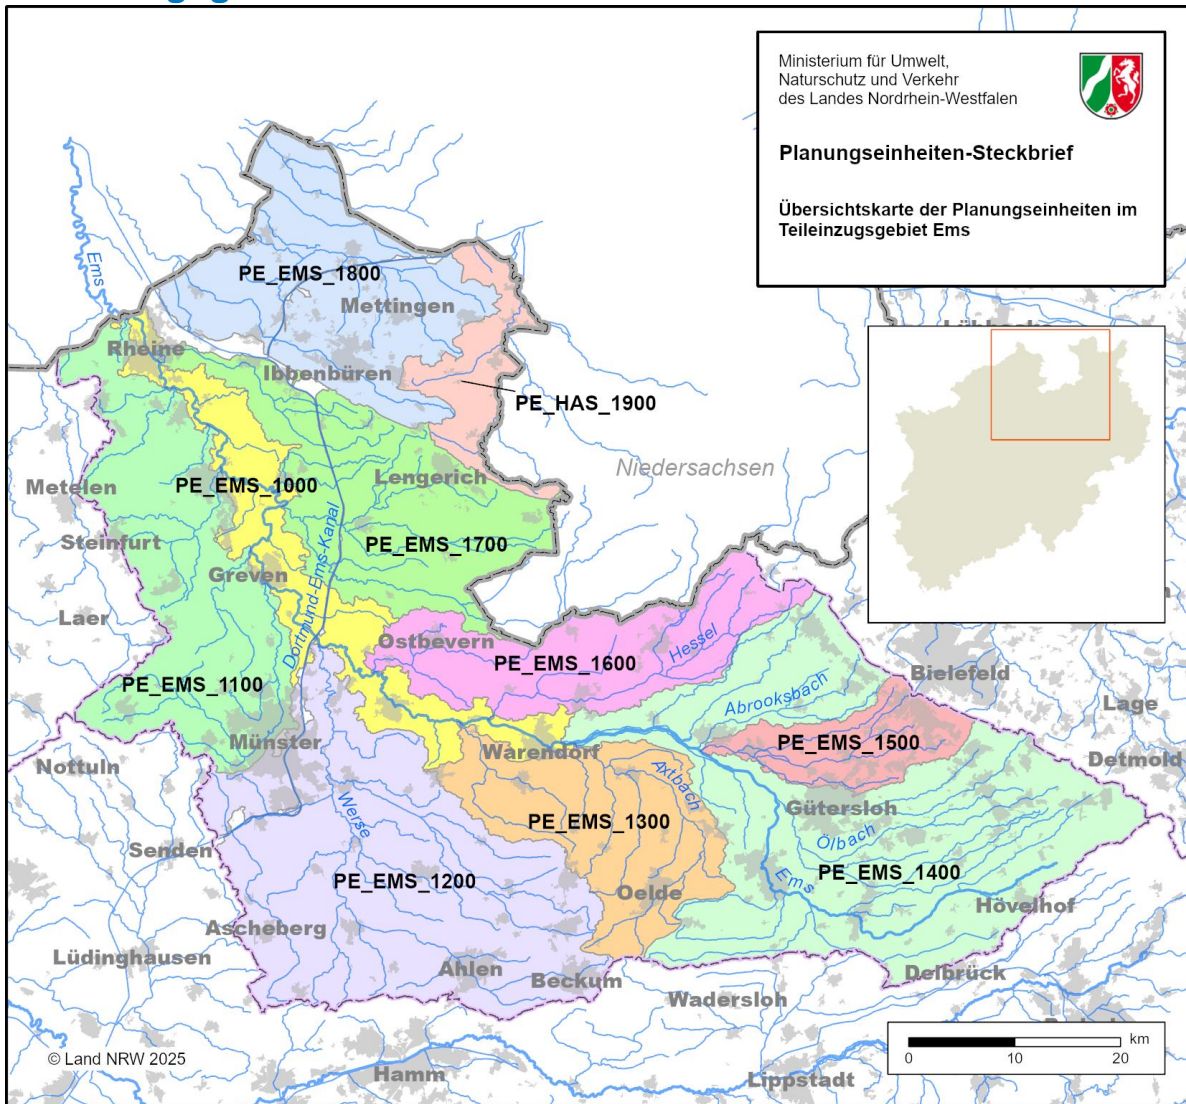 Ministerium für Umwelt,
Naturschutz und Verkehr
des Landes Nordrhein-Westfalen
Planungseinheiten-Steckbrief
Übersichtskarte der Planungseinheiten im
Teileinzugsgebiet Ems
Ems
PE_EMS_1800
Mettingen
Rheine
Ibbenbüren
PE_HAS_1900
Niedersachsen
Metelen
PE_EMS_1000
Lengerich
Steinfurt
PE_EMS_1700
Greven
Dortmund-Ems-Kanal
Laer
Ostbevern
PE_EMS_1600
Hessel
Bielefeld
PE_EMS_1100
Abrooksbach
Lage
Münster
Warendorf
PE_EMS_1500
Detmold
Nottuln
Axtbach
Gütersloh
Werse
PE_EMS_1300
Ölbach
Senden
PE_EMS_1200
Ems
PE_EMS_1400
Oelde
Hövelhof
Ascheberg
Lüdinghausen
Ahlen
Beckum
Delbrück
Wadersloh
© Land NRW 2025
Hamm
Lippstadt
km
0 10 20